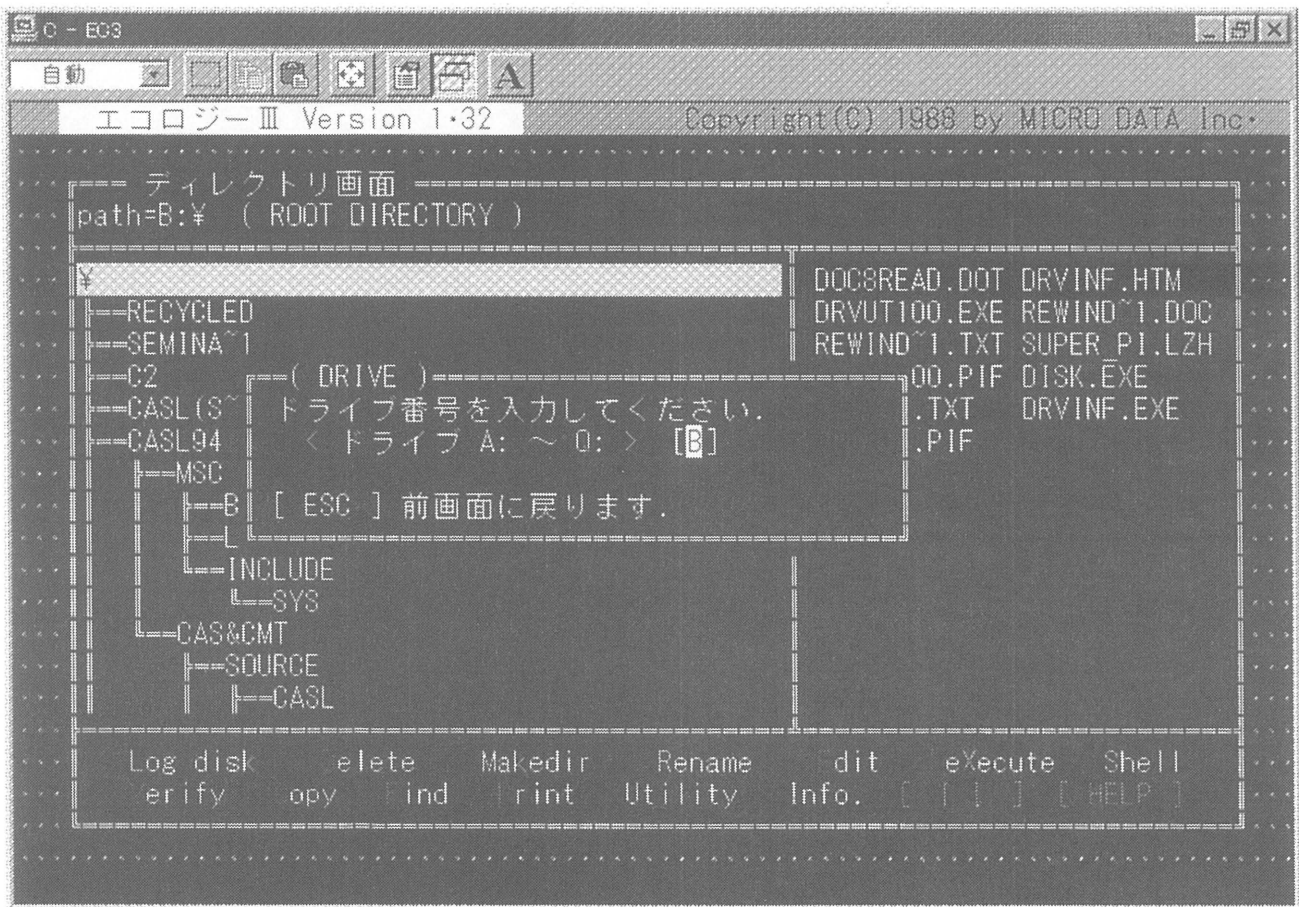 C - EC3
自動
A
エコロジーⅢ Version 1・32 Copyright(C) 1988 by MICRO DATA Inc・
ディレクトリ画面
path=B:¥ ( ROOT DIRECTORY )
¥ DOC8READ.DOT DRVINF.HTM
RECYCLED DRVUT100.EXE REWIND~1.DOC
SEMINA~1 REWIND~1.TXT SUPER_PI.LZH
C2 ( DRIVE ) 00.PIF DISK.EXE
CASL(S~ ドライブ番号を入力してください. .TXT DRVINF.EXE
CASL94 < ドライブ A: ～ Q: > [B] .PIF
MSC
B [ ESC ] 前画面に戻ります.
L
INCLUDE
SYS
CAS&CMT
SOURCE
CASL
Log disk elete Makedir Rename dit eXecute Shell
erify opy ind rint Utility Info. [ ] [ HELP ]